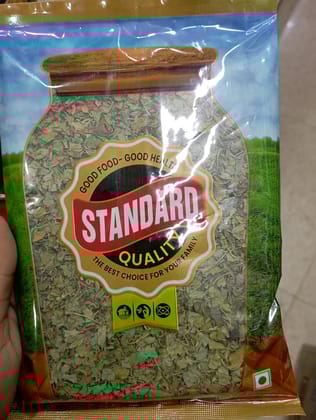 GOOD FOOD- GOOD HEALTH
STANDARD
QUALITY
THE BEST CHOICE FOR YOUR FAMILY